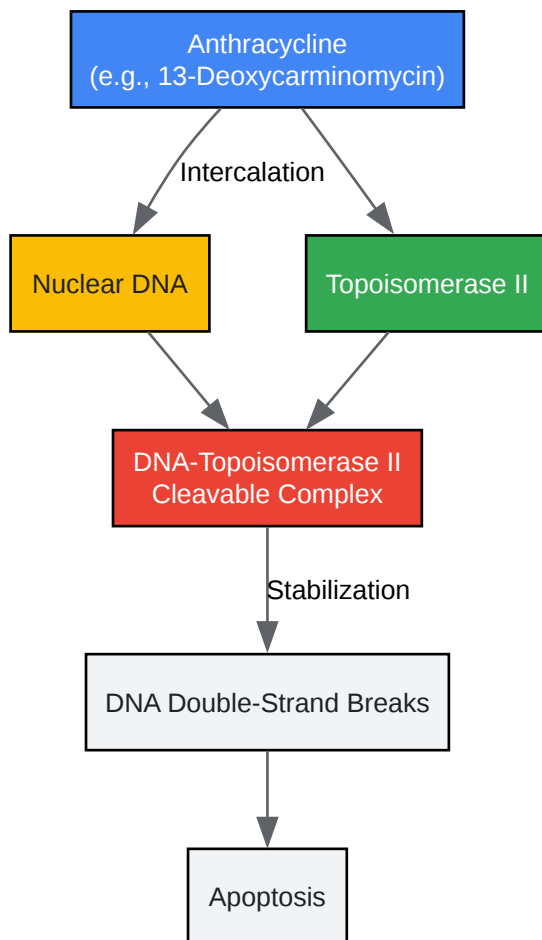 Anthracycline
(e.g., 13-Deoxycarminomycin)
Intercalation
Nuclear DNA
Topoisomerase II
DNA-Topoisomerase II
Cleavable Complex
Stabilization
DNA Double-Strand Breaks
Apoptosis